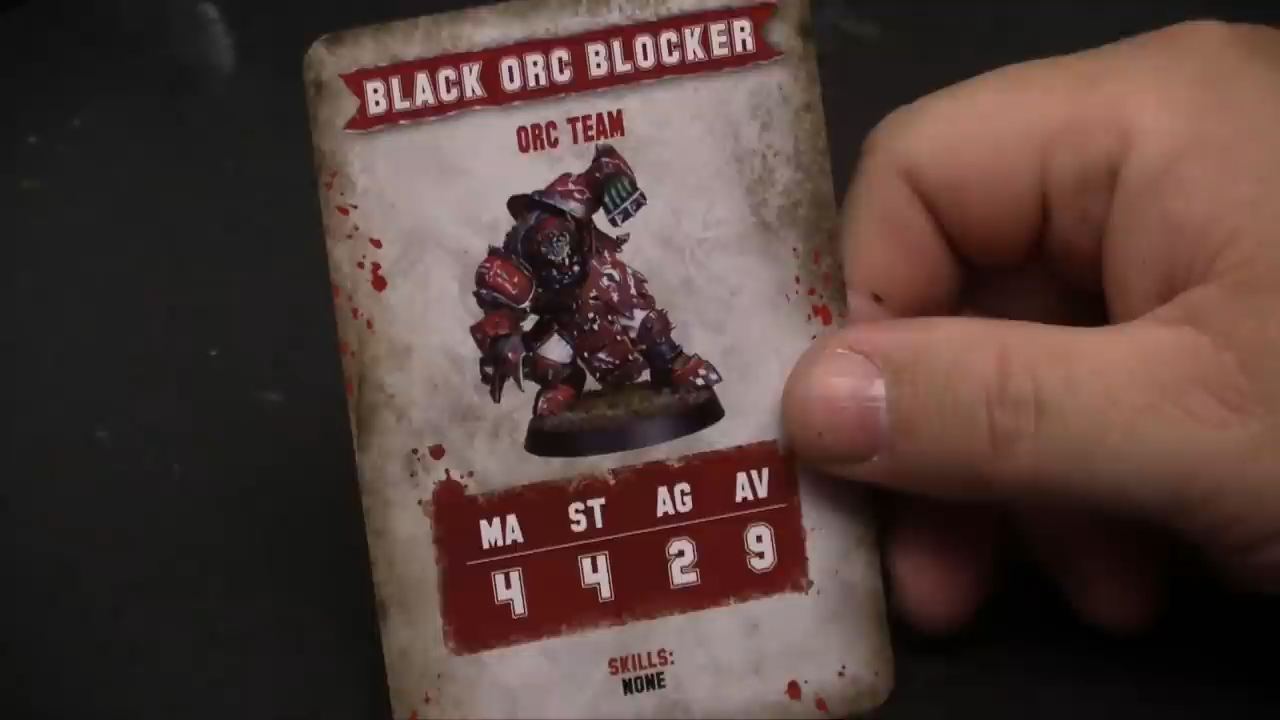 BLACK ORC BLOCKER
ORC TEAM
MA ST AG AV
4 4 2 9
SKILLS:
NONE